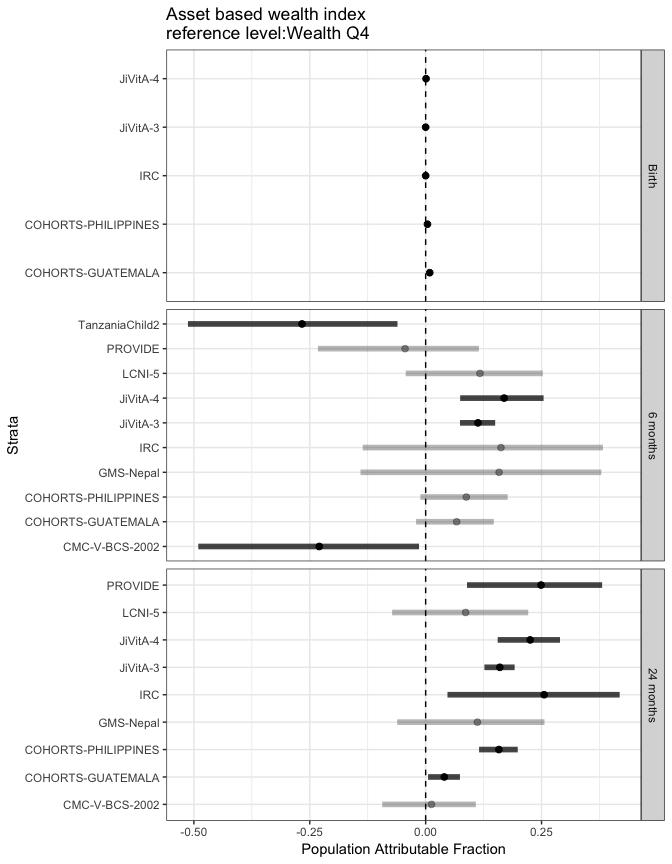 Asset based wealth index
reference level:Wealth Q4
Strata
JiVitA-4
JiVitA-3
IRC
COHORTS-PHILIPPINES
COHORTS-GUATEMALA
Birth
TanzaniaChild2
PROVIDE
LCNI-5
JiVitA-4
JiVitA-3
IRC
GMS-Nepal
COHORTS-PHILIPPINES
COHORTS-GUATEMALA
CMC-V-BCS-2002
6 months
PROVIDE
LCNI-5
JiVitA-4
JiVitA-3
IRC
GMS-Nepal
COHORTS-PHILIPPINES
COHORTS-GUATEMALA
CMC-V-BCS-2002
24 months
-0.50 -0.25 0.00 0.25
Population Attributable Fraction